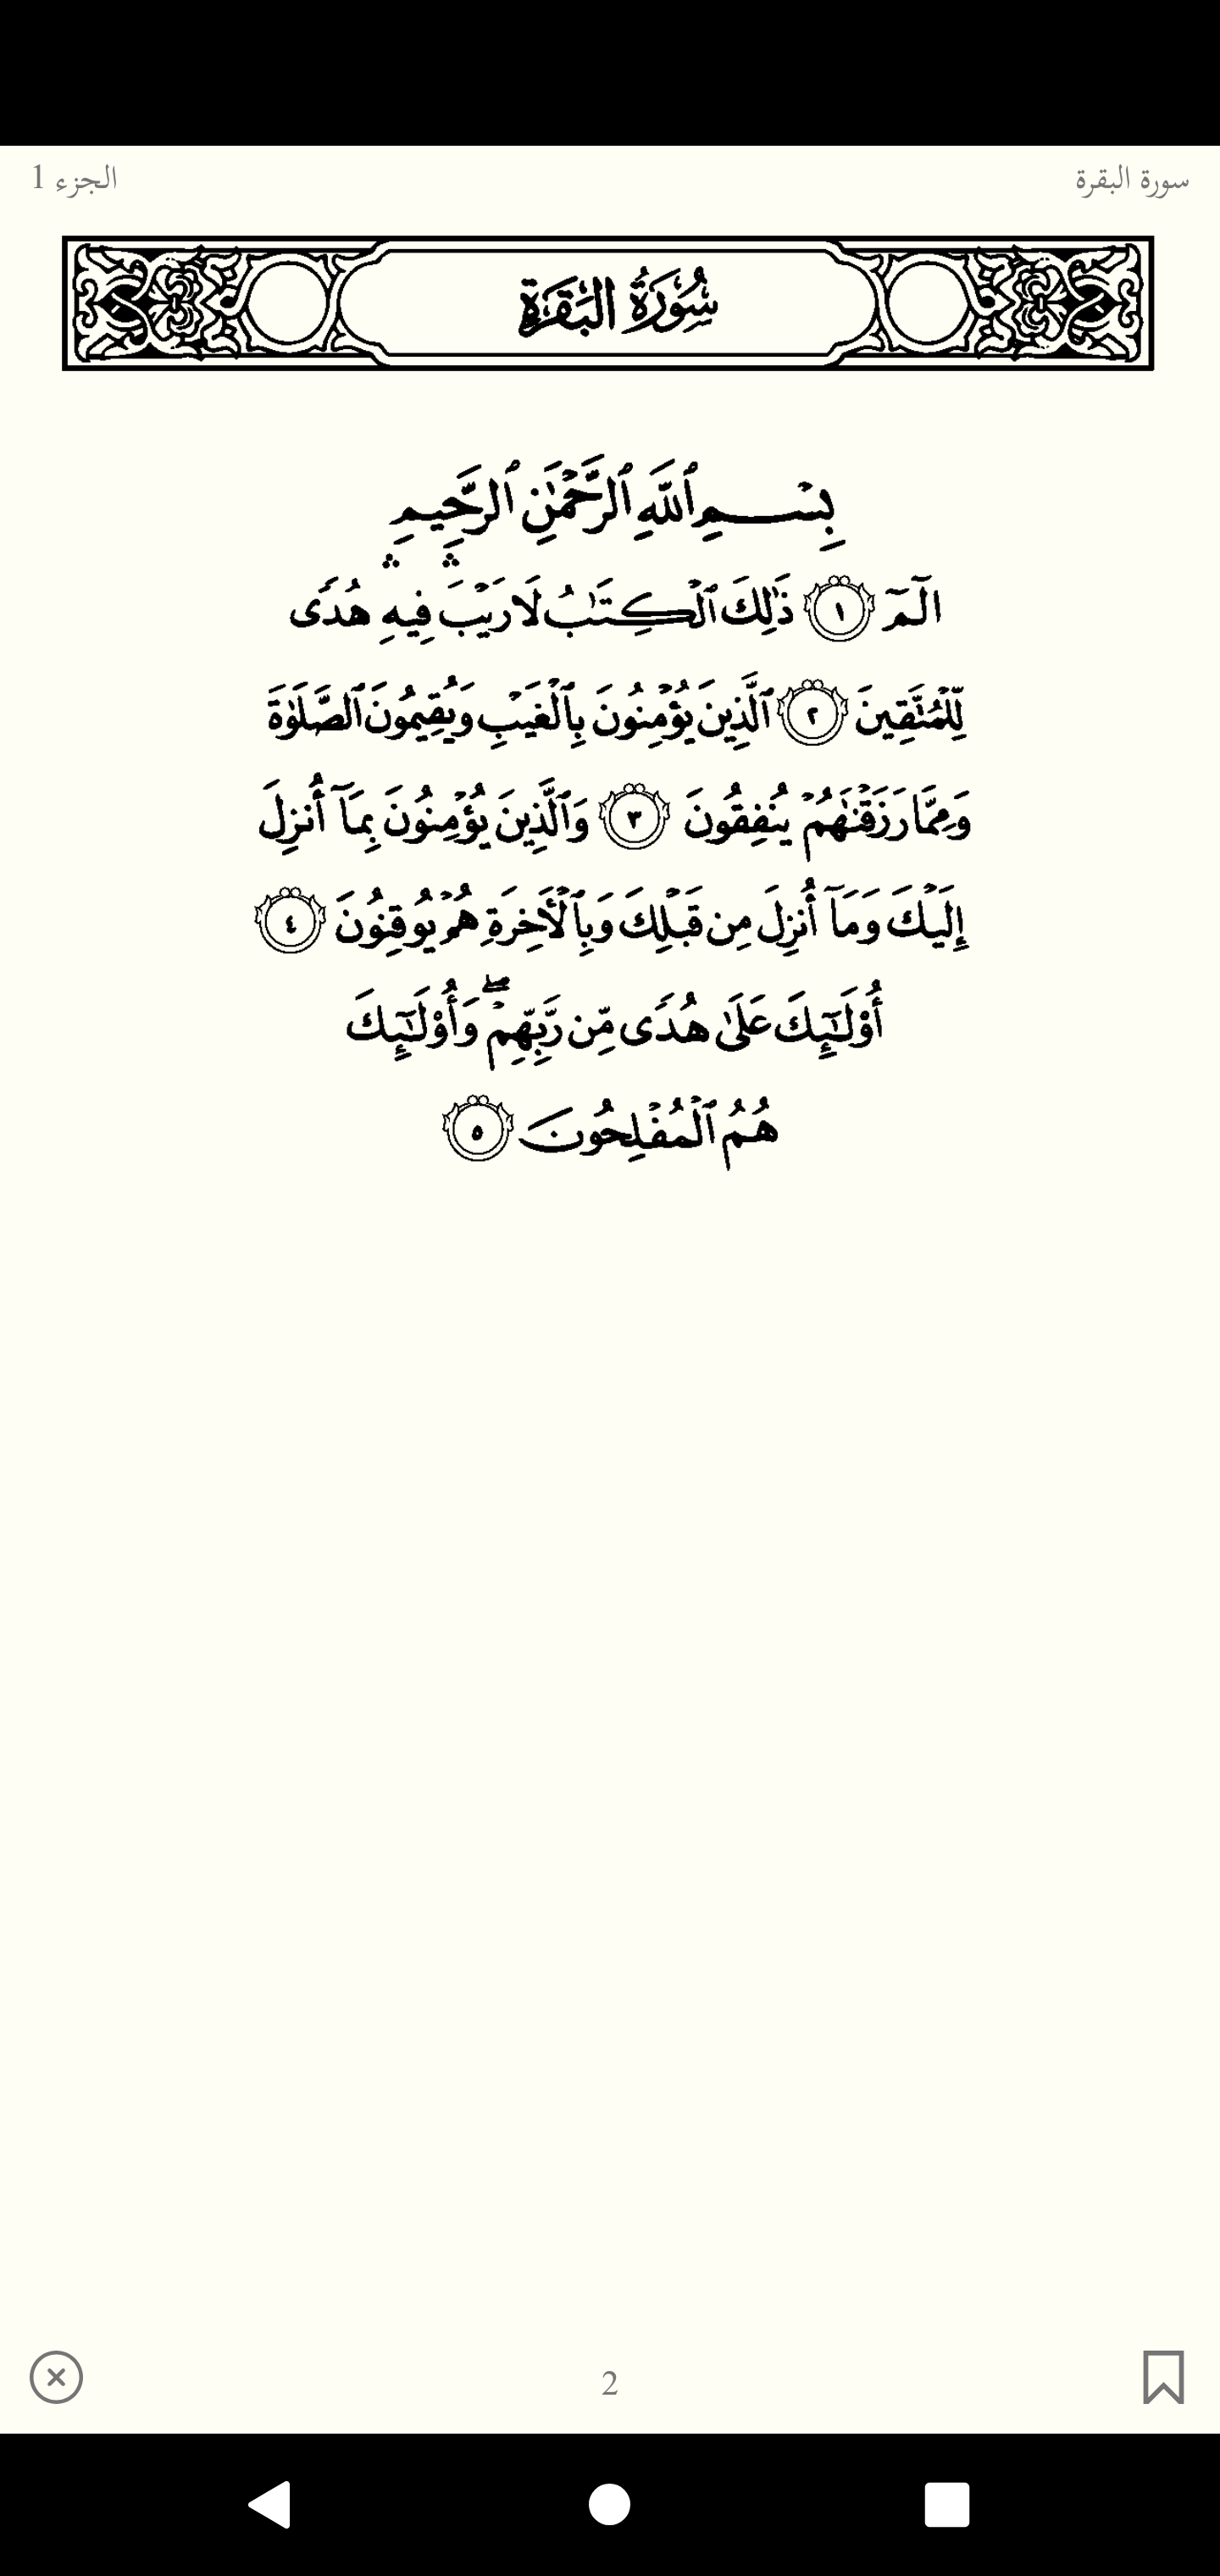 سورة البقرة
الجزء 1
سُورَةُ البَقَرَةِ
بِسْمِ ٱللَّهِ ٱلرَّحْمَٰنِ ٱلرَّحِيمِ
الٓمٓ ١ ذَٰلِكَ ٱلْكِتَٰبُ لَا رَيْبَ ۛ فِيهِ ۛ هُدًى
لِّلْمُتَّقِينَ ٢ ٱلَّذِينَ يُؤْمِنُونَ بِٱلْغَيْبِ وَيُقِيمُونَ ٱلصَّلَوٰةَ
وَمِمَّا رَزَقْنَٰهُمْ يُنفِقُونَ ٣ وَٱلَّذِينَ يُؤْمِنُونَ بِمَآ أُنزِلَ
إِلَيْكَ وَمَآ أُنزِلَ مِن قَبْلِكَ وَبِٱلْأَخِرَةِ هُمْ يُوقِنُونَ ٤
أُوْلَٰٓئِكَ عَلَىٰ هُدًى مِّن رَّبِّهِمْ ۖ وَأُوْلَٰٓئِكَ
هُمُ ٱلْمُفْلِحُونَ ٥
2